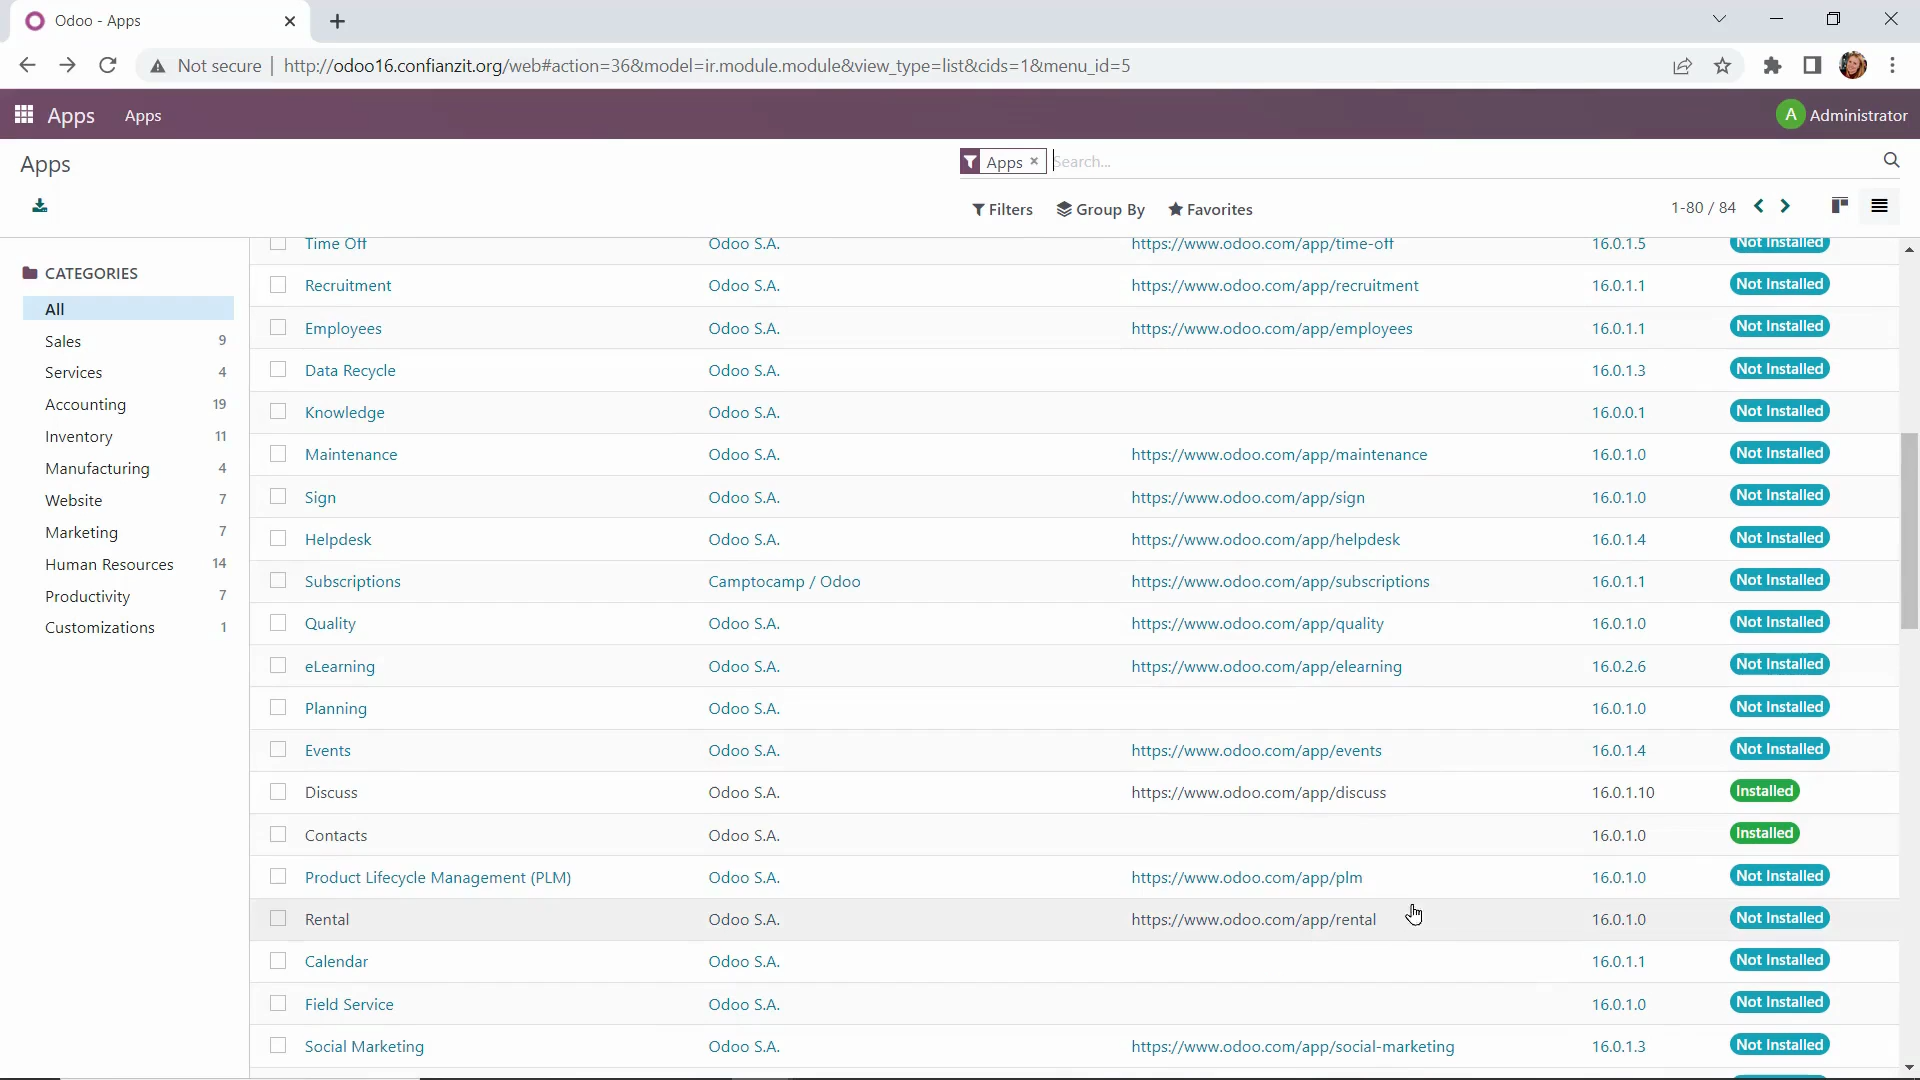 Odoo - Apps
Not secure | http://odoo16.confianzit.org/web#action=36&model=ir.module.module&view_type=list&cids=1&menu_id=5
Apps Apps A Administrator
Apps Apps × Search...
Filters Group By Favorites 1-80 / 84
CATEGORIES
All
Sales 9
Services 4
Accounting 19
Inventory 11
Manufacturing 4
Website 7
Marketing 7
Human Resources 14
Productivity 7
Customizations 1
Time Off Odoo S.A. https://www.odoo.com/app/time-off 16.0.1.5 Not Installed
Recruitment Odoo S.A. https://www.odoo.com/app/recruitment 16.0.1.1 Not Installed
Employees Odoo S.A. https://www.odoo.com/app/employees 16.0.1.1 Not Installed
Data Recycle Odoo S.A. 16.0.1.3 Not Installed
Knowledge Odoo S.A. 16.0.0.1 Not Installed
Maintenance Odoo S.A. https://www.odoo.com/app/maintenance 16.0.1.0 Not Installed
Sign Odoo S.A. https://www.odoo.com/app/sign 16.0.1.0 Not Installed
Helpdesk Odoo S.A. https://www.odoo.com/app/helpdesk 16.0.1.4 Not Installed
Subscriptions Camptocamp / Odoo https://www.odoo.com/app/subscriptions 16.0.1.1 Not Installed
Quality Odoo S.A. https://www.odoo.com/app/quality 16.0.1.0 Not Installed
eLearning Odoo S.A. https://www.odoo.com/app/elearning 16.0.2.6 Not Installed
Planning Odoo S.A. 16.0.1.0 Not Installed
Events Odoo S.A. https://www.odoo.com/app/events 16.0.1.4 Not Installed
Discuss Odoo S.A. https://www.odoo.com/app/discuss 16.0.1.10 Installed
Contacts Odoo S.A. 16.0.1.0 Installed
Product Lifecycle Management (PLM) Odoo S.A. https://www.odoo.com/app/plm 16.0.1.0 Not Installed
Rental Odoo S.A. https://www.odoo.com/app/rental 16.0.1.0 Not Installed
Calendar Odoo S.A. 16.0.1.1 Not Installed
Field Service Odoo S.A. 16.0.1.0 Not Installed
Social Marketing Odoo S.A. https://www.odoo.com/app/social-marketing 16.0.1.3 Not Installed